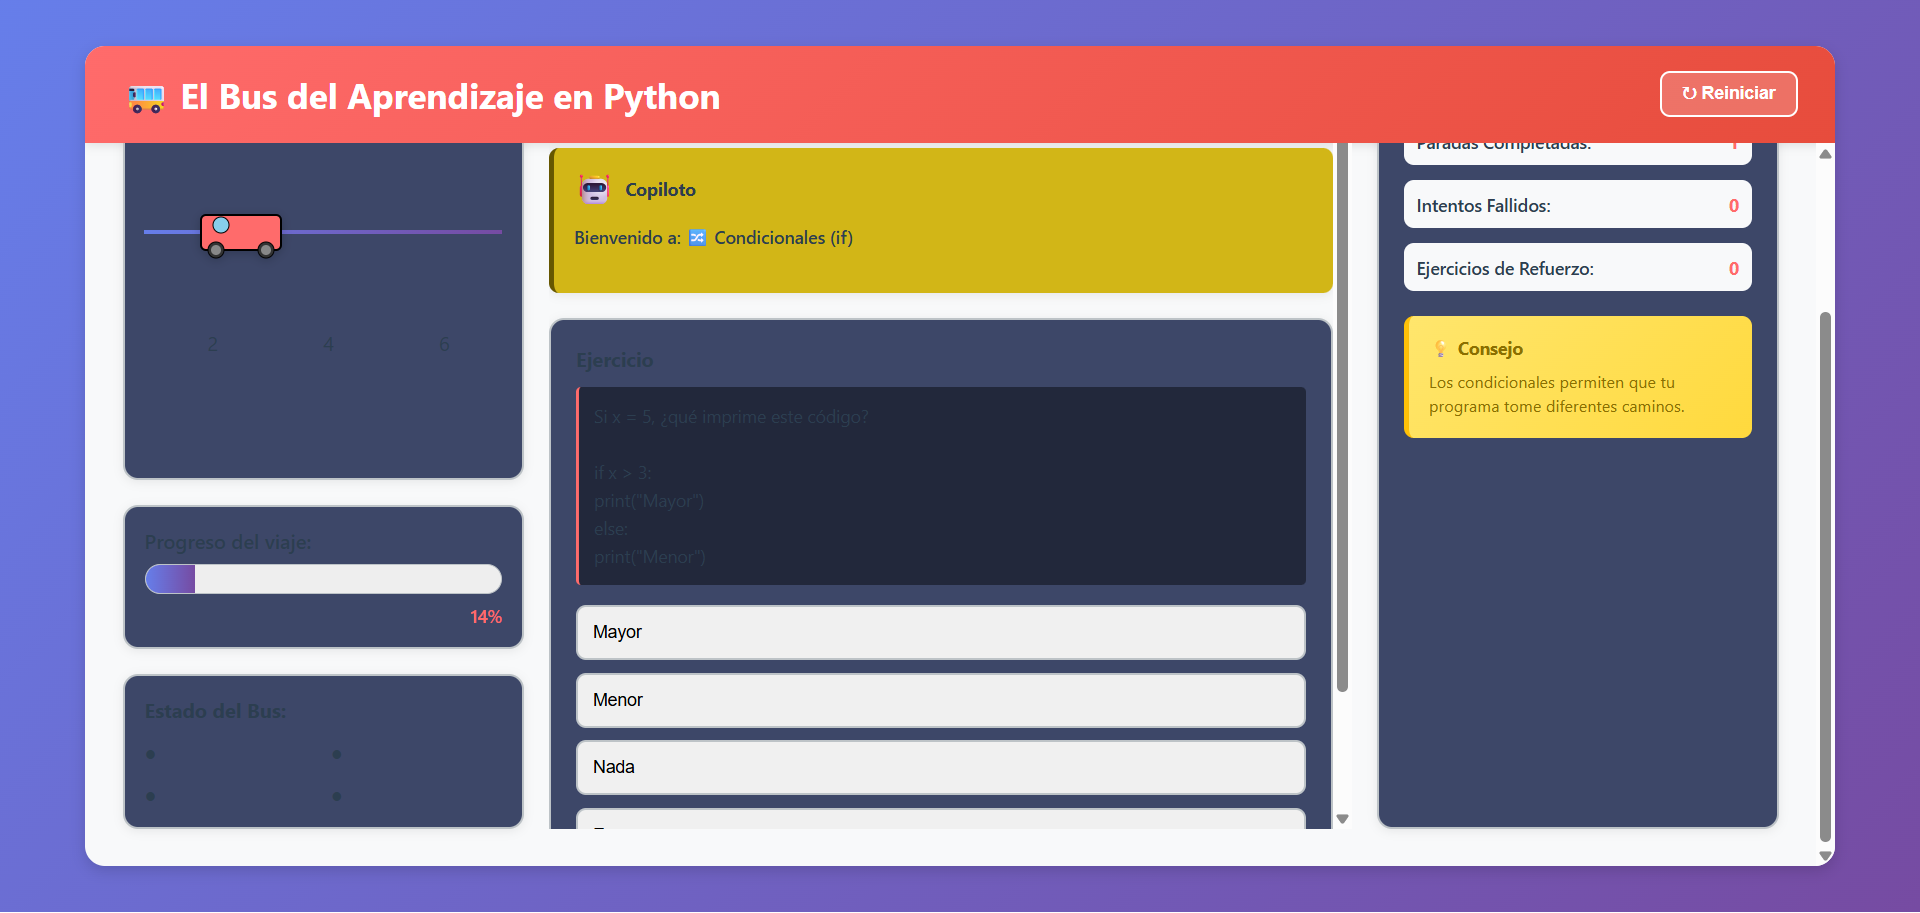 El Bus del Aprendizaje en Python
↻ Reiniciar
2 4 6
Progreso del viaje:
14%
Estado del Bus:
Copiloto
Bienvenido a: 🔀 Condicionales (if)
Ejercicio
Si x = 5, ¿qué imprime este código?
if x > 3:
print("Mayor")
else:
print("Menor")
Mayor
Menor
Nada
Paradas Completadas: 1
Intentos Fallidos: 0
Ejercicios de Refuerzo: 0
Consejo
Los condicionales permiten que tu
programa tome diferentes caminos.